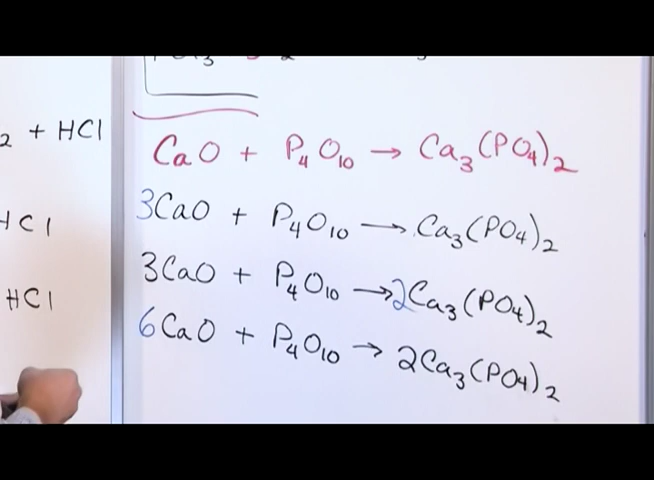 ₂ + HCl
CaO + P₄O₁₀ → Ca₃(PO₄)₂
HCl
3CaO + P₄O₁₀ → Ca₃(PO₄)₂
HCl
3CaO + P₄O₁₀ → 2Ca₃(PO₄)₂
6CaO + P₄O₁₀ → 2Ca₃(PO₄)₂